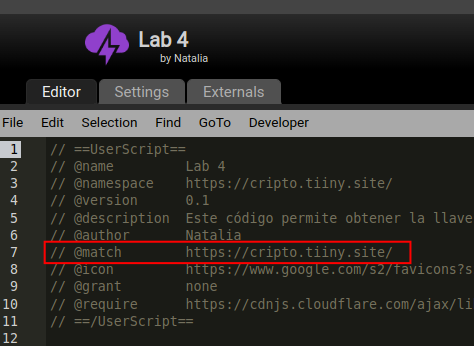 Lab 4
by Natalia
Editor Settings Externals
File Edit Selection Find GoTo Developer
1 // ==UserScript==
2 // @name Lab 4
3 // @namespace https://cripto.tiiny.site/
4 // @version 0.1
5 // @description Este código permite obtener la llave
6 // @author Natalia
7 // @match https://cripto.tiiny.site/
8 // @icon https://www.google.com/s2/favicons?s
9 // @grant none
10 // @require https://cdnjs.cloudflare.com/ajax/li
11 // ==/UserScript==
12